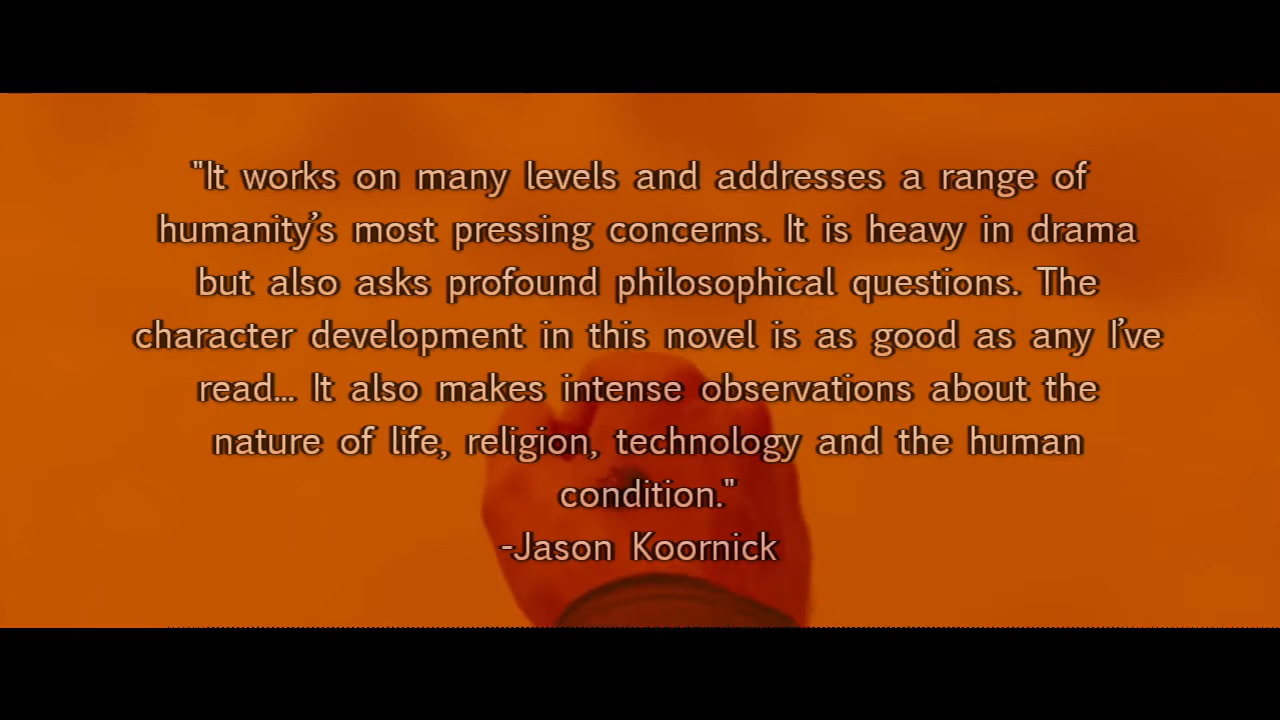 "It works on many levels and addresses a range of
humanity’s most pressing concerns. It is heavy in drama
but also asks profound philosophical questions. The
character development in this novel is as good as any I’ve
read... It also makes intense observations about the
nature of life, religion, technology and the human
condition."
-Jason Koornick